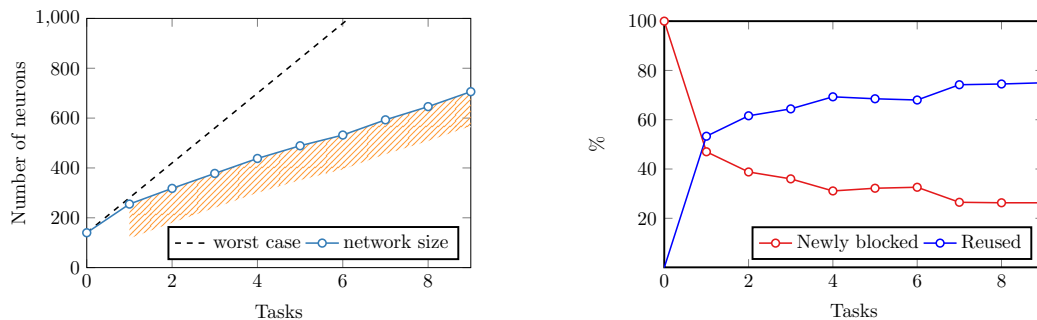 1,000
800
600
400
200
0
Number of neurons
worst case network size
0 2 4 6 8
Tasks
100
80
60
40
20
%
Newly blocked Reused
0 2 4 6 8
Tasks